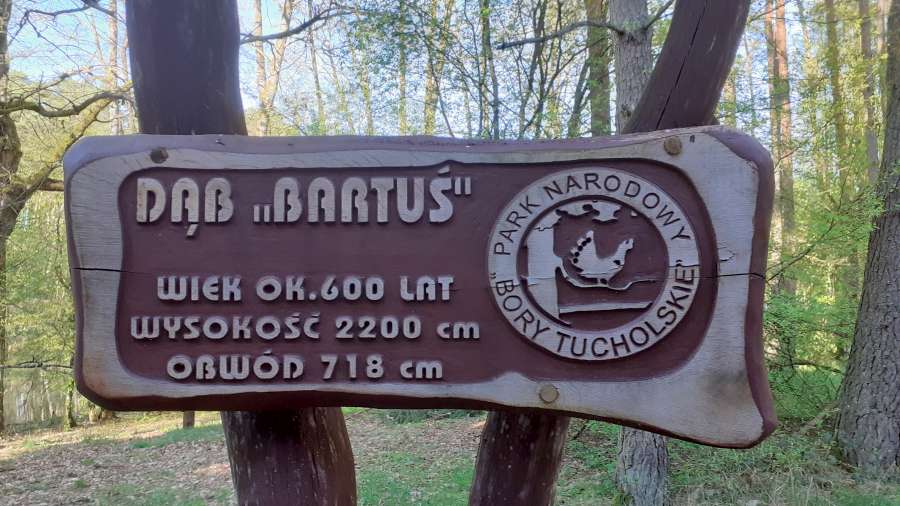 DĄB „BARTUŚ"
WIEK OK.600 LAT
WYSOKOŚĆ 2200 cm
OBWÓD 718 cm
PARK NARODOWY
"BORY TUCHOLSKIE"